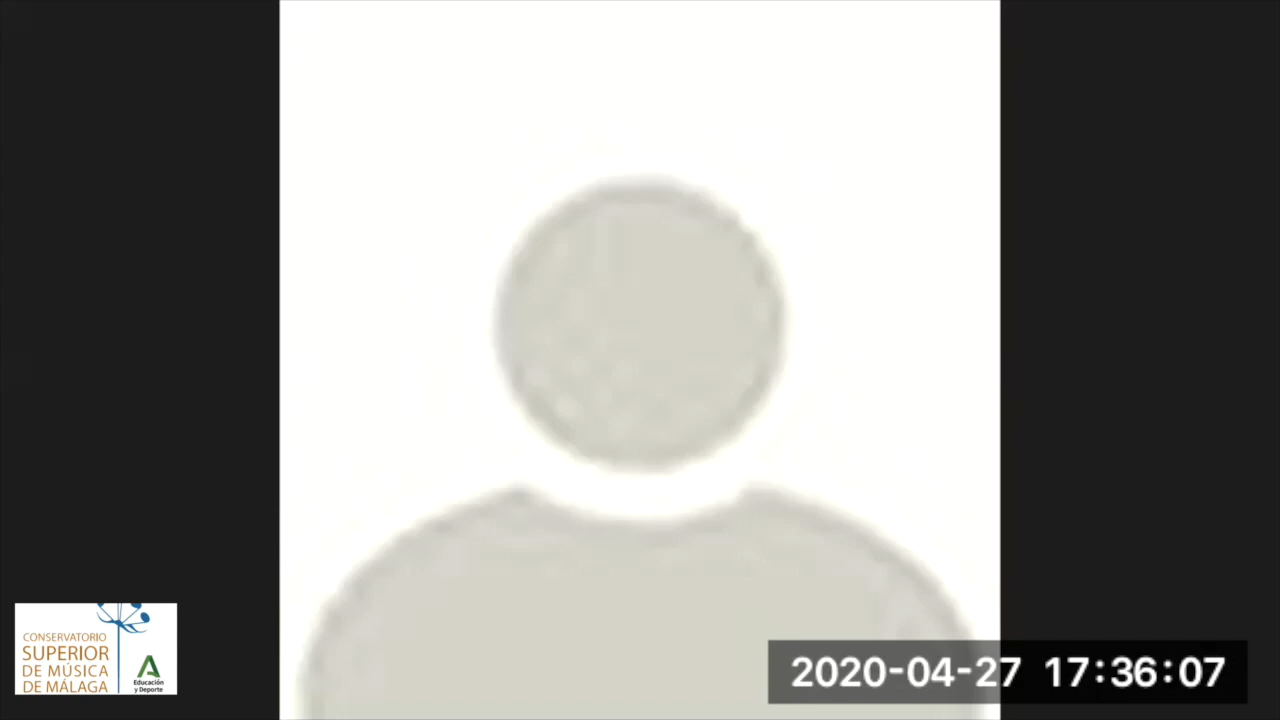 CONSERVATORIO
SUPERIOR
DE MÚSICA
DE MÁLAGA
Educación
y Deporte
2020-04-27 17:36:07